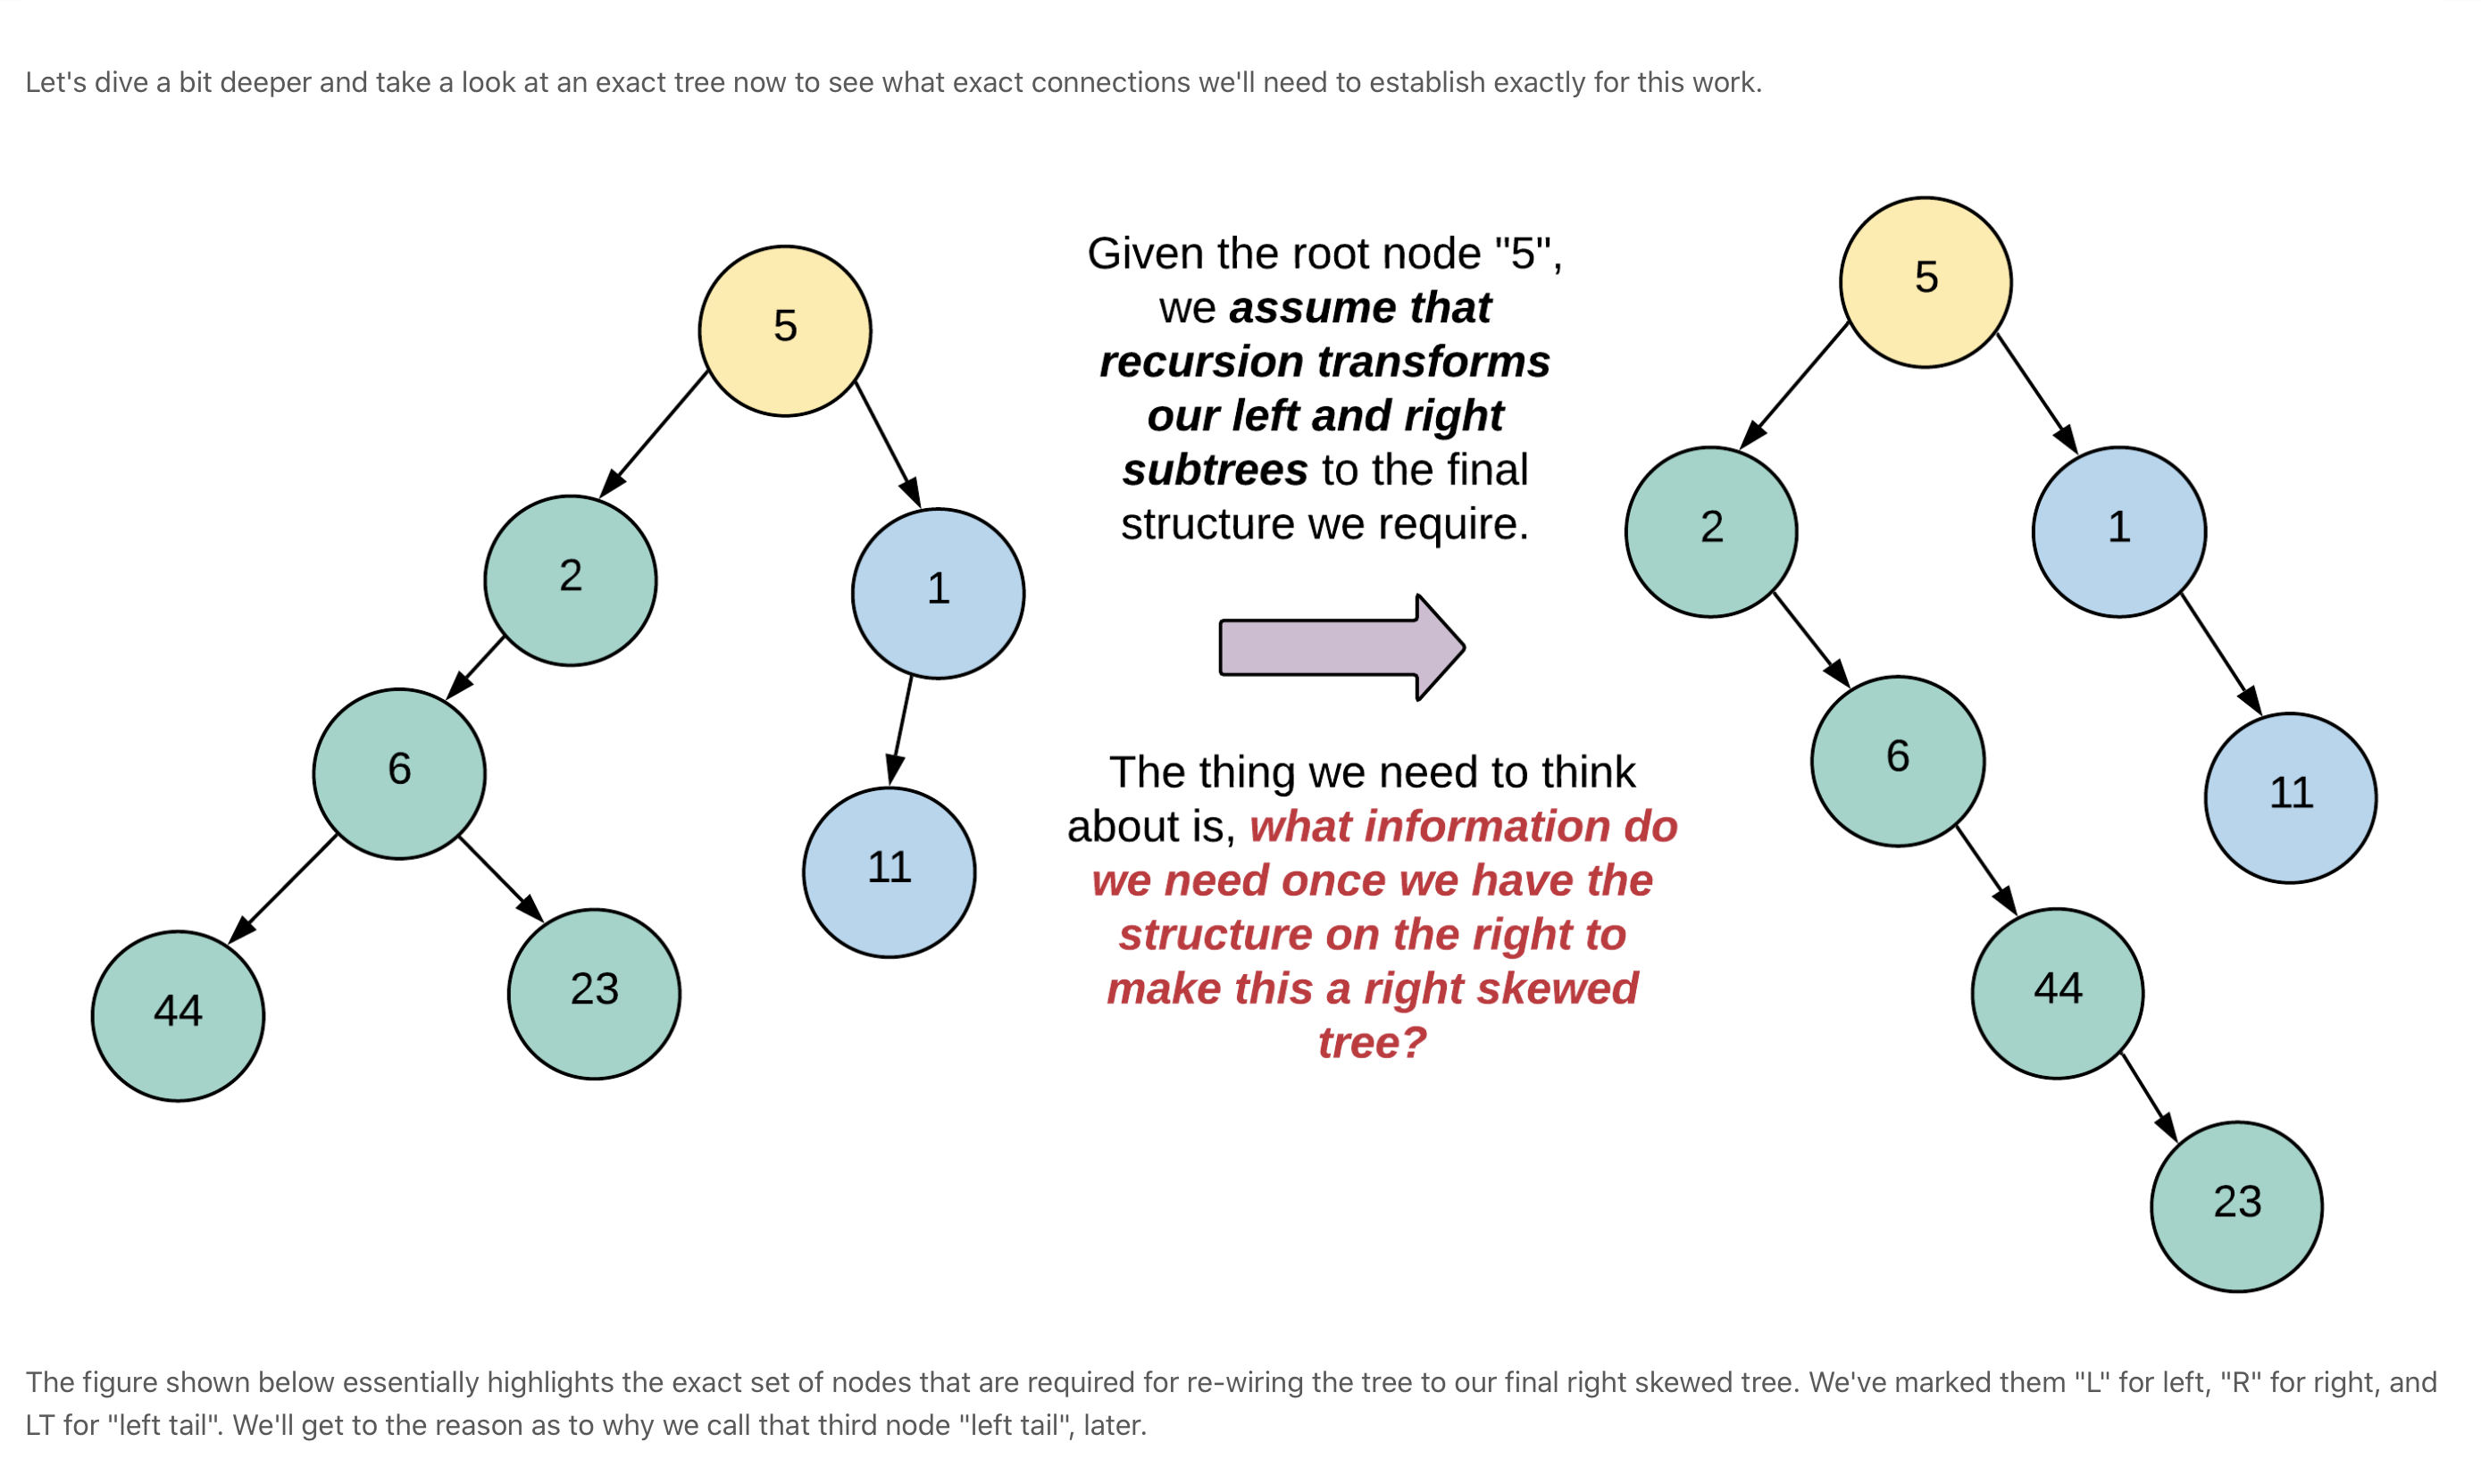 Let's dive a bit deeper and take a look at an exact tree now to see what exact connections we'll need to establish exactly for this work.
5
2
1
6
11
44
23
Given the root node "5",
we assume that
recursion transforms
our left and right
subtrees to the final
structure we require.
The thing we need to think
about is, what information do
we need once we have the
structure on the right to
make this a right skewed
tree?
5
2
1
6
11
44
23
The figure shown below essentially highlights the exact set of nodes that are required for re-wiring the tree to our final right skewed tree. We've marked them "L" for left, "R" for right, and
LT for "left tail". We'll get to the reason as to why we call that third node "left tail", later.